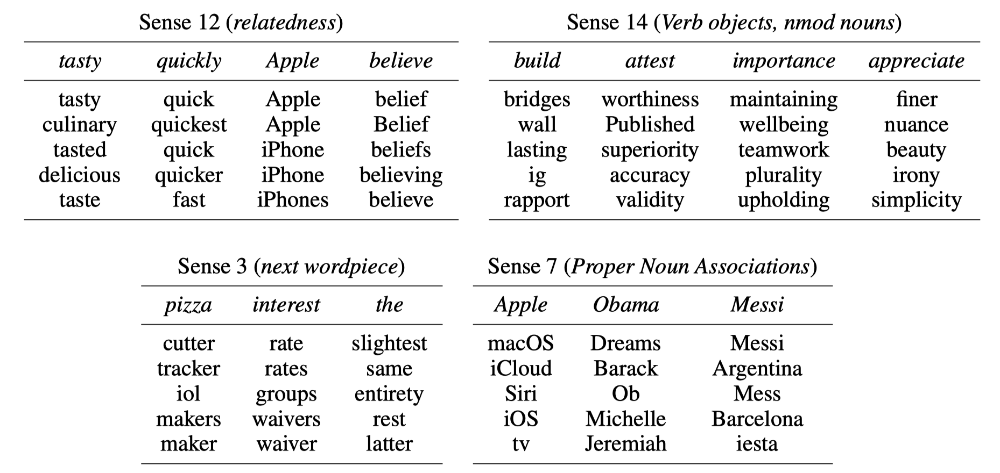 Sense 12 (relatedness)
tasty quickly Apple believe
tasty quick Apple belief
culinary quickest Apple Belief
tasted quick iPhone beliefs
delicious quicker iPhone believing
taste fast iPhones believe
Sense 14 (Verb objects, nmod nouns)
build attest importance appreciate
bridges worthiness maintaining finer
wall Published wellbeing nuance
lasting superiority teamwork beauty
ig accuracy plurality irony
rapport validity upholding simplicity
Sense 3 (next wordpiece)
pizza interest the
cutter rate slightest
tracker rates same
iol groups entirety
makers waivers rest
maker waiver latter
Sense 7 (Proper Noun Associations)
Apple Obama Messi
macOS Dreams Messi
iCloud Barack Argentina
Siri Ob Mess
iOS Michelle Barcelona
tv Jeremiah iesta